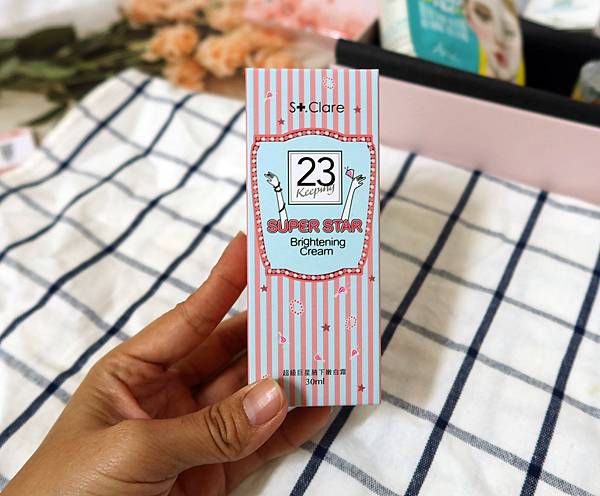 St.Clare
23
Keeping
SUPER STAR
Brightening
Cream
超級巨星腋下嫩白霜
30ml